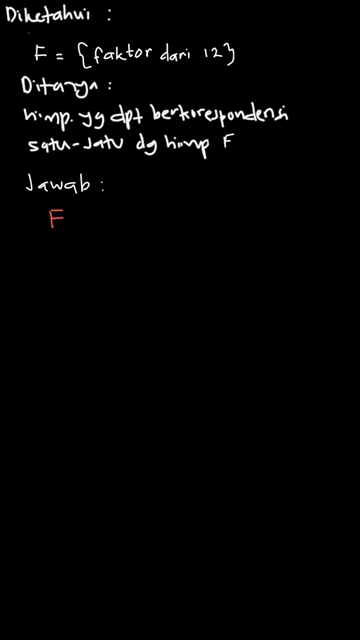 Diketahui :
F = {faktor dari 12}
Ditanya :
himp. yg dpt berkorespondensi
satu-satu dg himp F
Jawab :
F